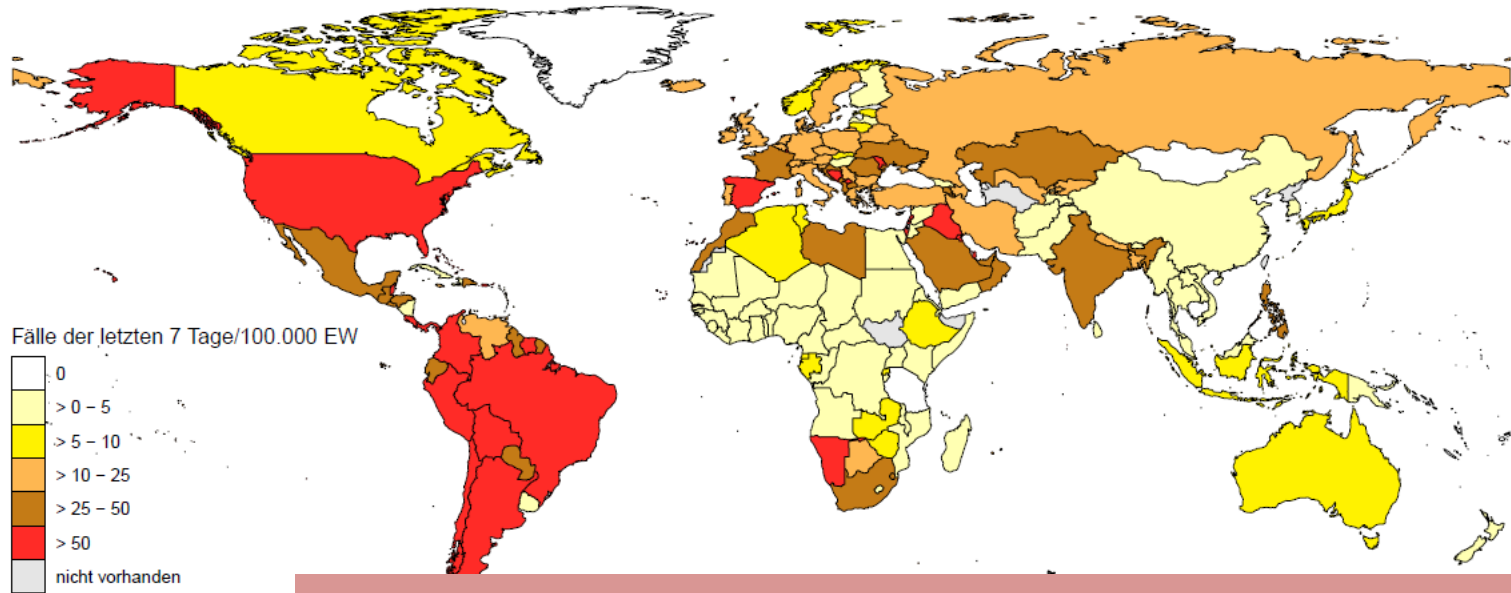 Fälle der letzten 7 Tage/100.000 EW
0
> 0 – 5
> 5 – 10
> 10 – 25
> 25 – 50
> 50
nicht vorhanden